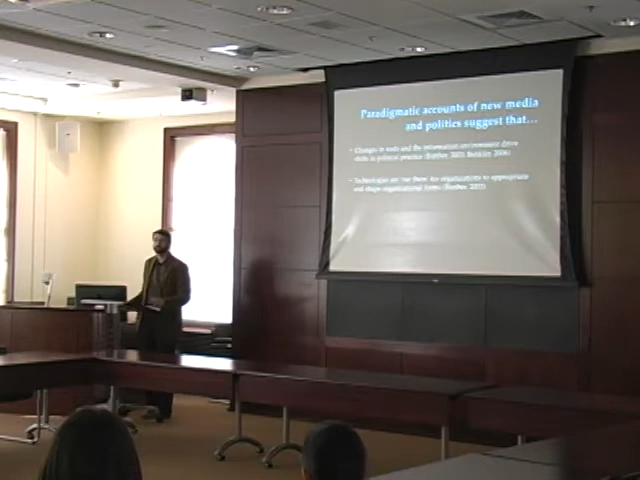 Paradigmatic accounts of new media
and politics suggest that...
• Changes in tools and the information environment drive
shifts in political practice (Bimber 2003; Benkler 2006)
• Technologies are out there for organizations to appropriate
and shape organizational forms (Bimber 2003)